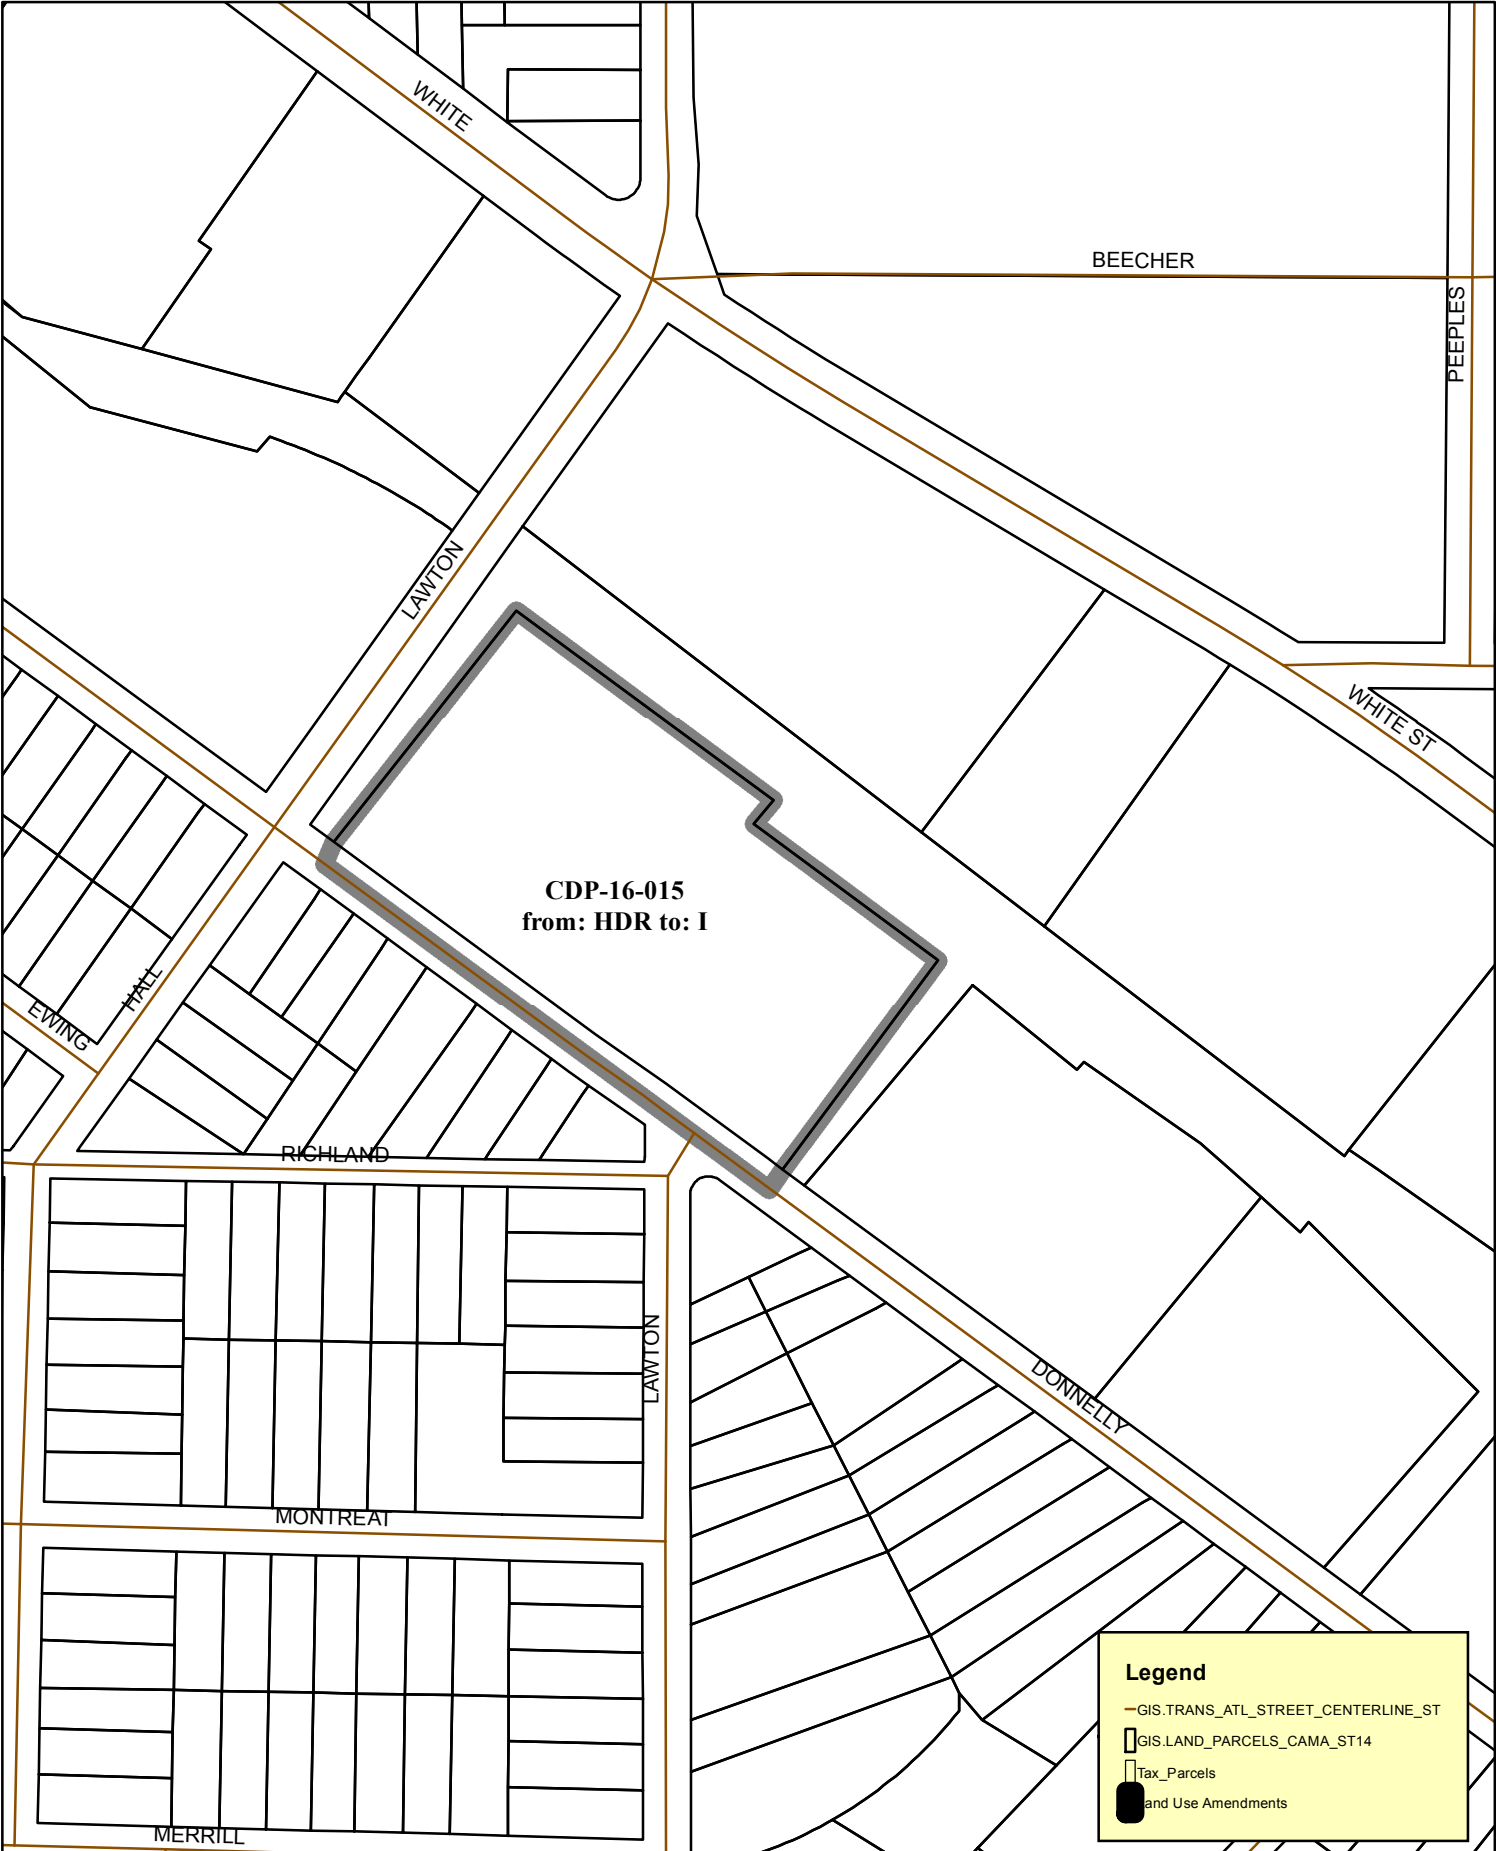 WHITE
BEECHER
PEEPLES
LAWTON
WHITE ST
CDP-16-015
from: HDR to: I
HALL
EWING
RICHLAND
LAWTON
DONNELLY
MONTREAT
MERRILL
Legend
GIS.TRANS_ATL_STREET_CENTERLINE_ST
GIS.LAND_PARCELS_CAMA_ST14
Tax_Parcels
and Use Amendments